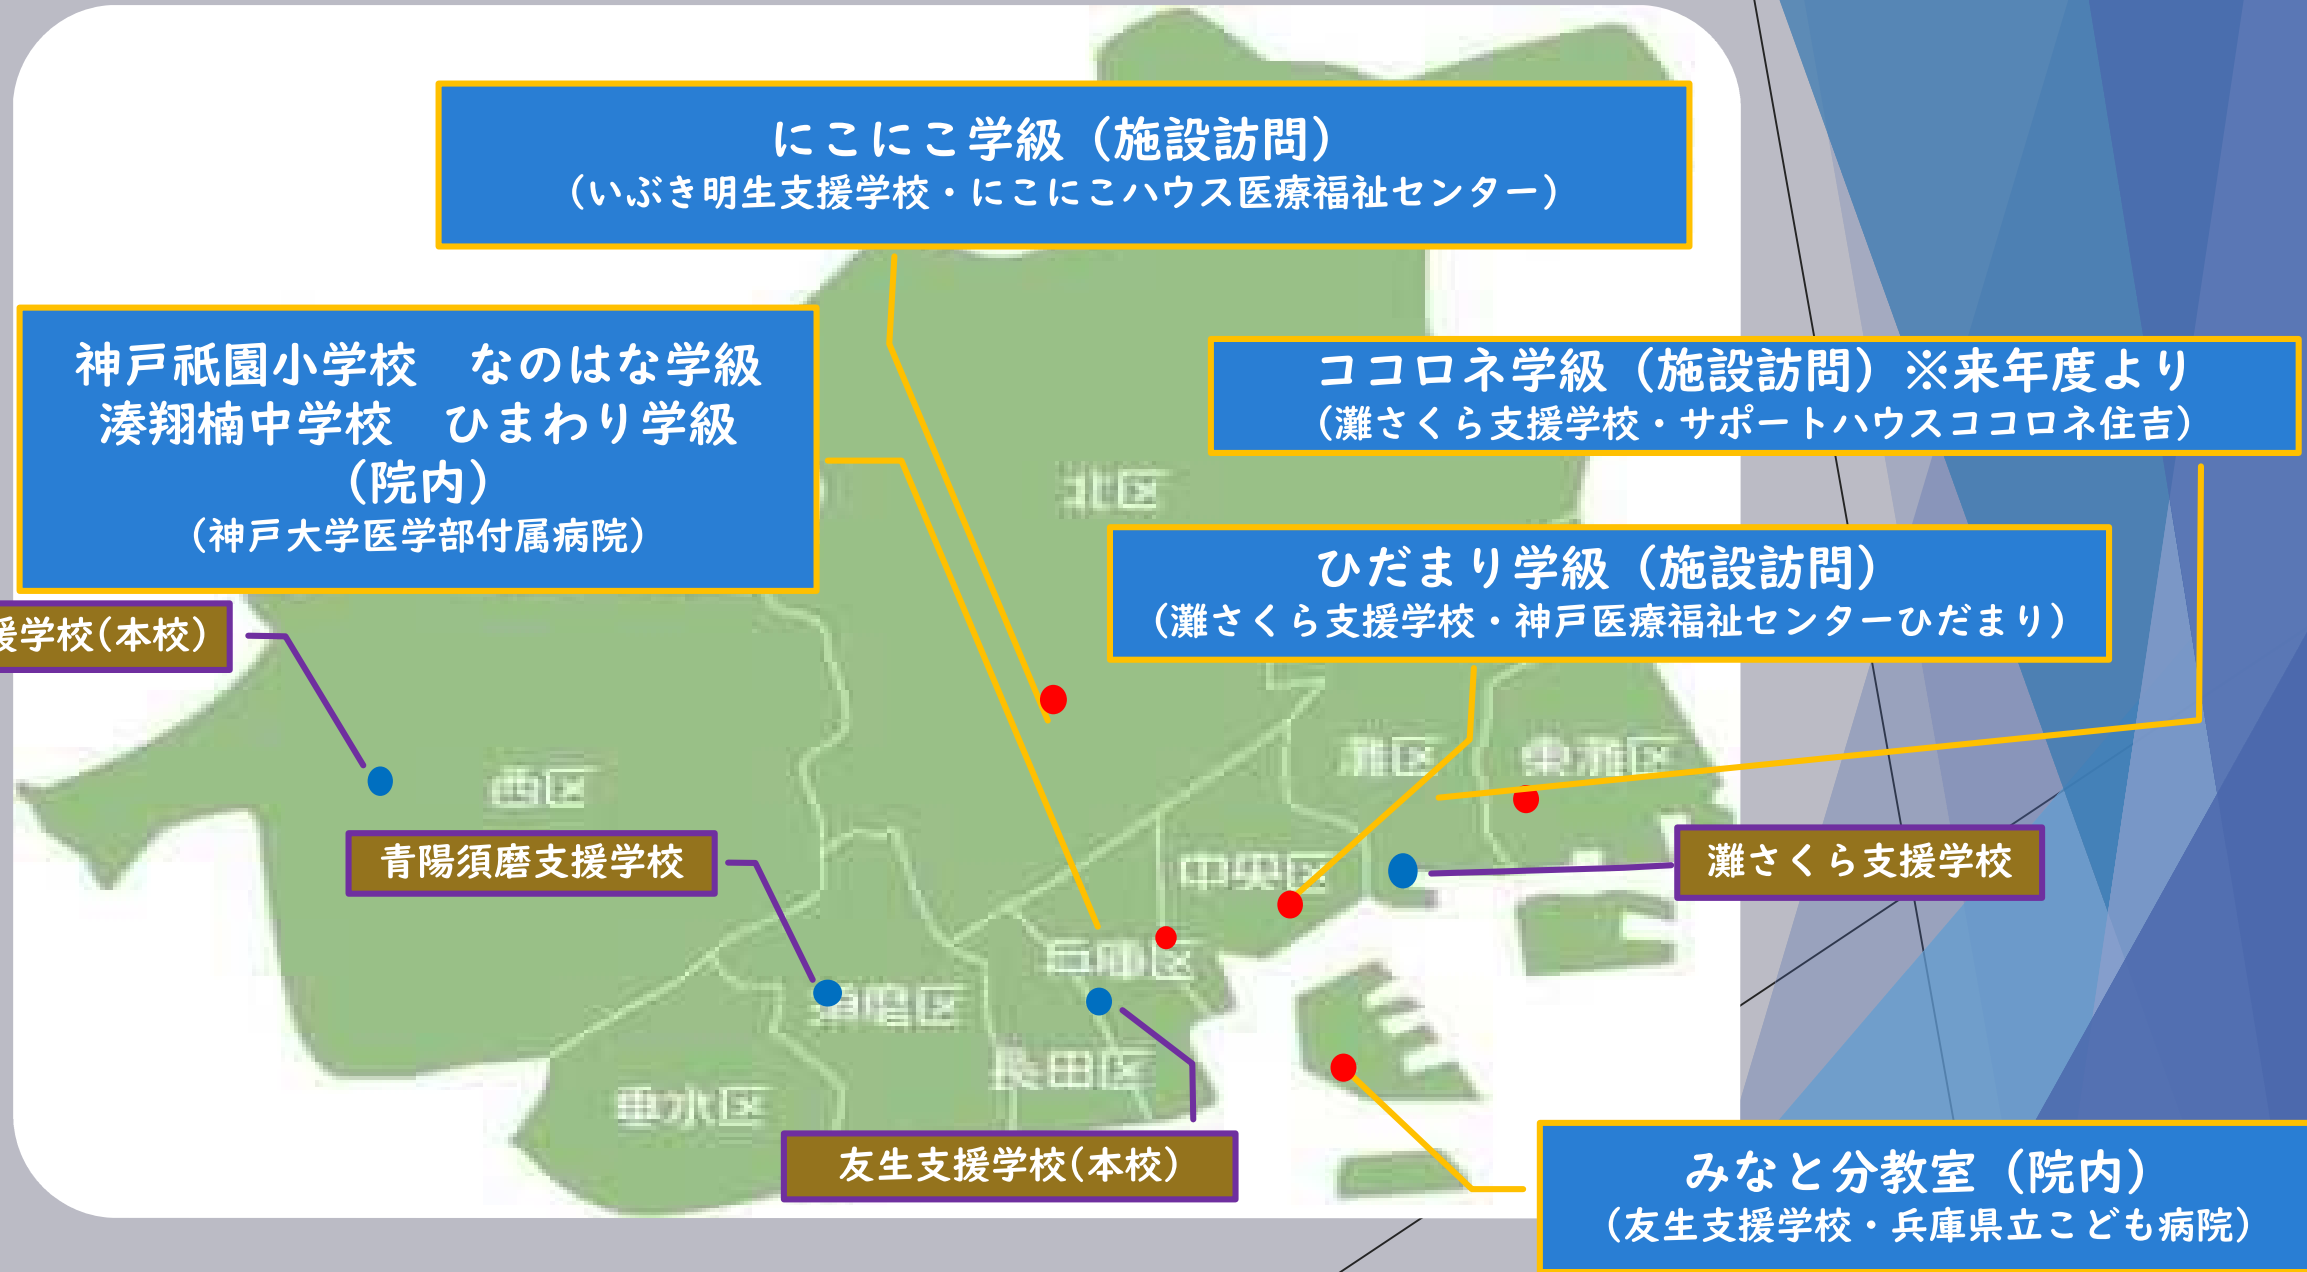 にこにこ学級（施設訪問）
（いぶき明生支援学校・にこにこハウス医療福祉センター）
神戸祇園小学校　なのはな学級
湊翔楠中学校　ひまわり学級
（院内）
（神戸大学医学部付属病院）
ココロネ学級（施設訪問）※来年度より
（灘さくら支援学校・サポートハウスココロネ住吉）
北区
ひだまり学級（施設訪問）
（灘さくら支援学校・神戸医療福祉センターひだまり）
援学校(本校)
灘区
東灘区
西区
青陽須磨支援学校
中央区
灘さくら支援学校
兵庫区
須磨区
長田区
垂水区
友生支援学校(本校)
みなと分教室（院内）
（友生支援学校・兵庫県立こども病院）